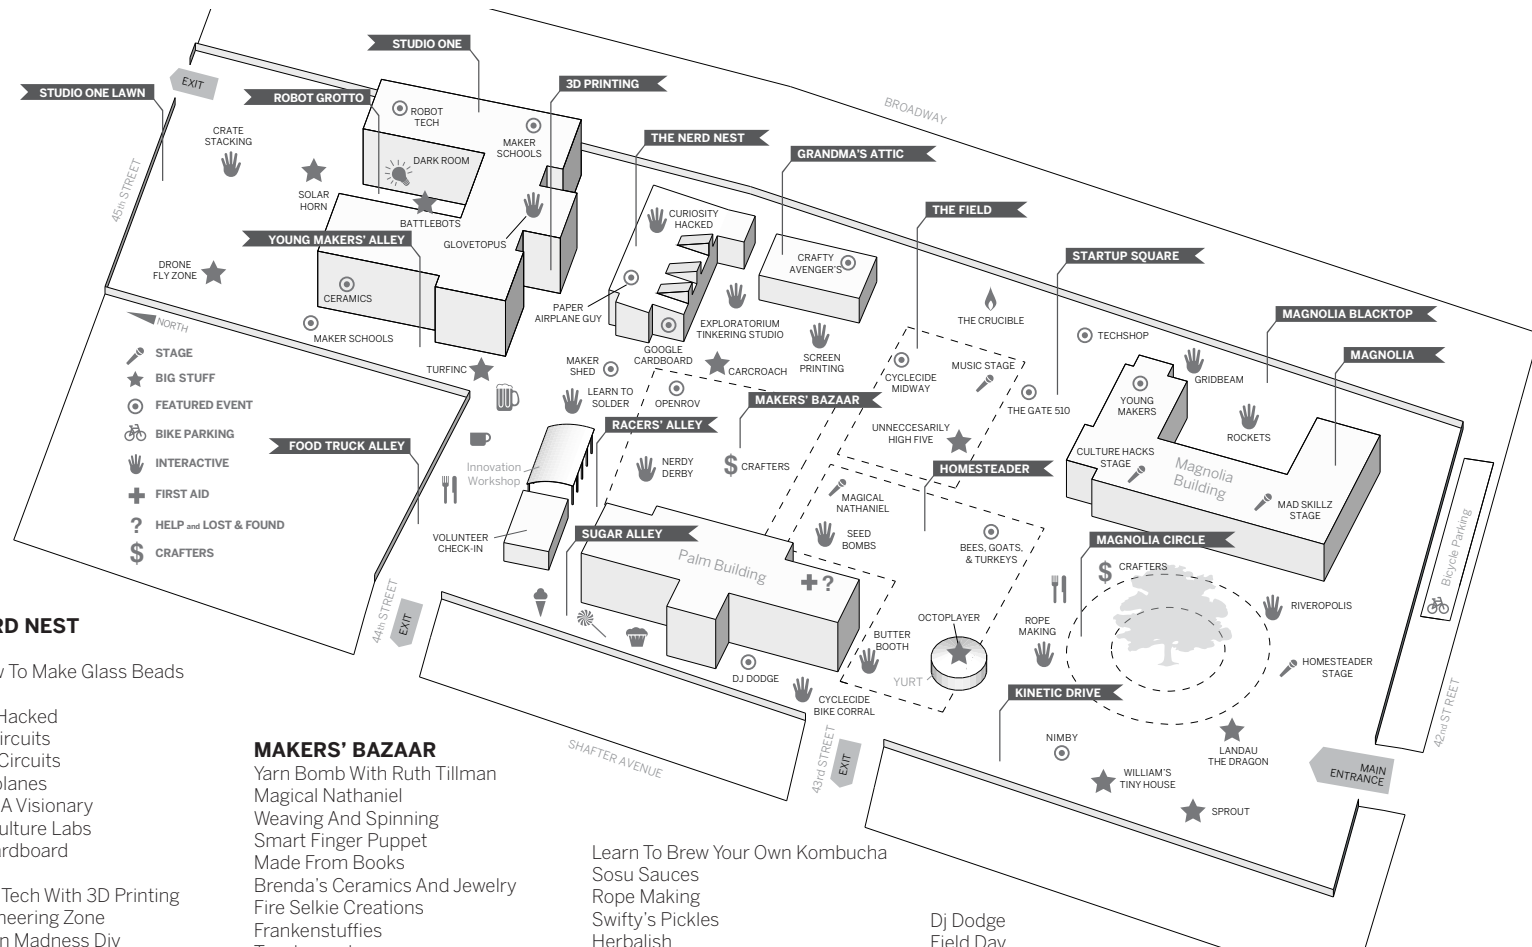 BROADWAY
STUDIO ONE
EXIT
3D PRINTING
STUDIO ONE LAWN
ROBOT GROTTO
ROBOT
TECH
CRATE
STACKING
MAKER
SCHOOLS
THE NERD NEST
GRANDMA'S ATTIC
DARK ROOM
45th STREET
SOLAR
HORN
BATTLEBOTS
GLOVETOPUS
CURIOSITY
HACKED
THE FIELD
YOUNG MAKERS' ALLEY
CRAFTY
AVENGER'S
STARTUP SQUARE
DRONE
FLY ZONE
CERAMICS
PAPER
AIRPLANE GUY
THE CRUCIBLE
MAGNOLIA BLACKTOP
NORTH
MAKER SCHOOLS
EXPLORATORIUM
TINKERING STUDIO
TECHSHOP
STAGE
BIG STUFF
FEATURED EVENT
BIKE PARKING
INTERACTIVE
FIRST AID
? HELP and LOST & FOUND
$ CRAFTERS
GOOGLE
CARDBOARD
SCREEN
PRINTING
MAGNOLIA
TURFINC
MAKER
SHED
CARCROACH
CYCLECIDE
MIDWAY
MUSIC STAGE
GRIDBEAM
LEARN TO
SOLDER
OPENROV
MAKERS' BAZAAR
THE GATE 510
YOUNG
MAKERS
RACERS' ALLEY
UNNECCESARILY
HIGH FIVE
ROCKETS
FOOD TRUCK ALLEY
Innovation
Workshop
NERDY
DERBY
$ CRAFTERS
HOMESTEADER
CULTURE HACKS
STAGE
Magnolia
Building
MAGICAL
NATHANIEL
MAD SKILLZ
STAGE
VOLUNTEER
CHECK-IN
SUGAR ALLEY
SEED
BOMBS
BEES, GOATS,
& TURKEYS
MAGNOLIA CIRCLE
Palm Building
?
$ CRAFTERS
Bicycle Parking
44th STREET
EXIT
RIVEROPOLIS
OCTOPLAYER
ROPE
MAKING
BUTTER
BOOTH
YURT
DJ DODGE
CYCLECIDE
BIKE CORRAL
KINETIC DRIVE
HOMESTEADER
STAGE
42nd ST REET
SHAFTER AVENUE
43rd STREET
EXIT
NIMBY
LANDAU
THE DRAGON
MAIN
ENTRANCE
WILLIAM'S
TINY HOUSE
SPROUT
RD NEST
w To Make Glass Beads
Hacked
ircuits
Circuits
planes
A Visionary
ulture Labs
ardboard
Tech With 3D Printing
neering Zone
n Madness Diy
MAKERS' BAZAAR
Yarn Bomb With Ruth Tillman
Magical Nathaniel
Weaving And Spinning
Smart Finger Puppet
Made From Books
Brenda's Ceramics And Jewelry
Fire Selkie Creations
Frankenstuffies
Learn To Brew Your Own Kombucha
Sosu Sauces
Rope Making
Swifty's Pickles
Herbalish
Dj Dodge
Field Day